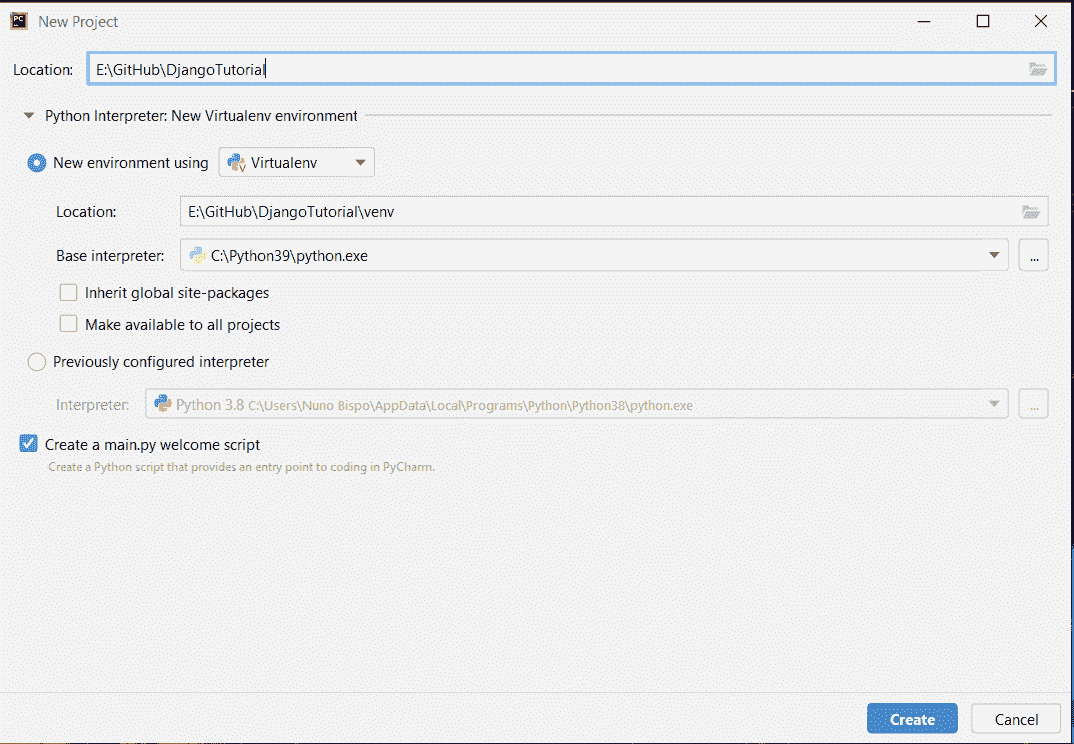 PC New Project
Location: E:\GitHub\DjangoTutorial
Python Interpreter: New Virtualenv environment
New environment using Virtualenv
Location: E:\GitHub\DjangoTutorial\venv
Base interpreter: C:\Python39\python.exe ...
Inherit global site-packages
Make available to all projects
Previously configured interpreter
Interpreter: Python 3.8 C:\Users\Nuno Bispo\AppData\Local\Programs\Python\Python38\python.exe ...
Create a main.py welcome script
Create a Python script that provides an entry point to coding in PyCharm.
Create Cancel